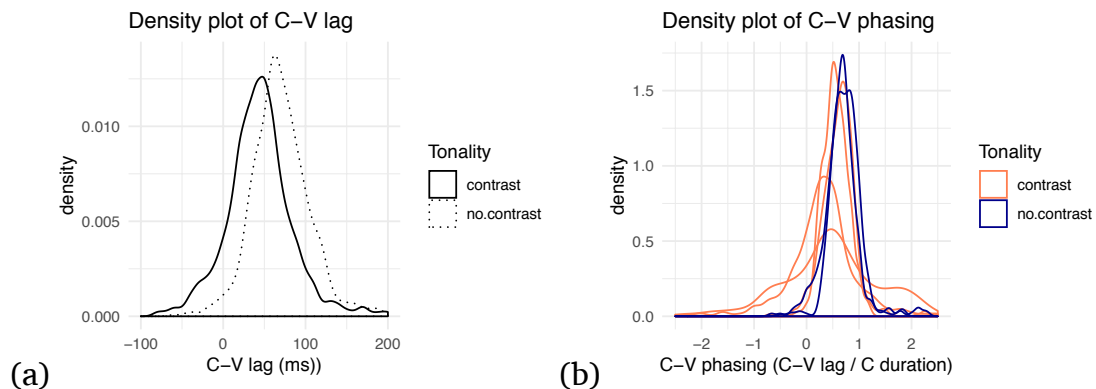 Density plot of C−V lag
0.010
0.005
0.000
density
−100 0 100 200
C−V lag (ms))
Tonality
contrast
no.contrast
(a)
Density plot of C−V phasing
1.5
1.0
0.5
0.0
density
−2 −1 0 1 2
C−V phasing (C−V lag / C duration)
Tonality
contrast
no.contrast
(b)